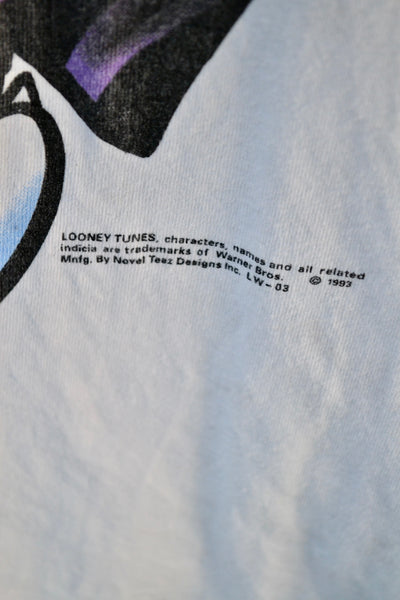 LOONEY TUNES, characters, names and all related
indicia are trademarks of Warner Bros. © 1993
Mnfg. By Novel Teez Designs Inc. LW-03